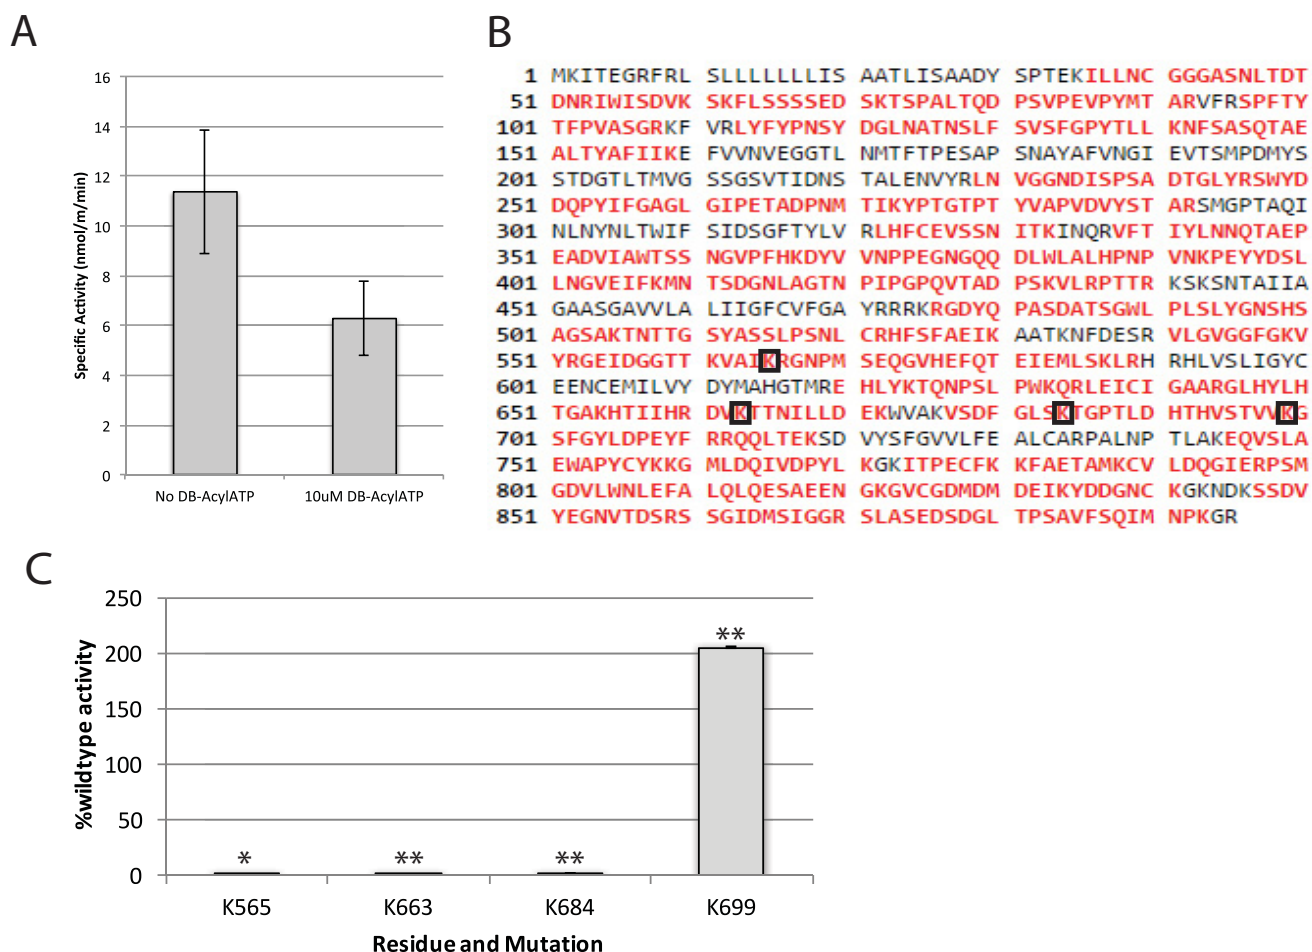 A
16
14
12
10
8
6
4
2
0
Specific Activity (nmol/m/min)
No DB-AcylATP 10uM DB-AcylATP
B
1 MKITEGRFRL SLLLLLLLIS AATLISAADY SPTEKILLNC GGGASNLTDT
51 DNRIWISDVK SKFLSSSSED SKTSPALTQD PSVPEVPYMT ARVFRSPFTY
101 TFPVASGRKF VRLYFYPNSY DGLNATNSLF SVSFGPYTLL KNFSASQTAE
151 ALTYAFIIKE FVVNVEGGTL NMTFTPESAP SNAYAFVNGI EVTSMPDMYS
201 STDGTLTMVG SSGSVTIDNS TALENVYRLN VGGNDISPSA DTGLYRSWYD
251 DQPYIFGAGL GIPETADPNM TIKYPTGTPT YVAPVDVYST ARSMGPTAQI
301 NLNYNLTWIF SIDSGFTYLV RLHFCEVSSN ITKINQRVFT IYLNNQTAEP
351 EADVIAWTSS NGVPFHKDYV VNPPEGNGQQ DLWLALHPNP VNKPEYYDSL
401 LNGVEIFKMN TSDGNLAGTN PIPGPQVTAD PSKVLRPTTR KSKSNTAIIA
451 GAASGAVVLA LIIGFCVFGA YRRRKRGDYQ PASDATSGWL PLSLYGNSHS
501 AGSAKTNTTG SYASSLPSNL CRHFSFAEIK AATKNFDESR VLGVGGFGKV
551 YRGEIDGGTT KVAIKRGNPM SEQGVHEFQT EIEMLSKLRH RHLVSLIGYC
601 EENCEMILVY DYMAHGTMRE HLYKTQNPSL PWKQRLEICI GAARGLHYLH
651 TGAKHTIIHR DVKTTNILLD EKWVAKVSDF GLSKTGPTLD HTHVSTVVKG
701 SFGYLDPEYF RRQQLTEKSD VYSFGVVLFE ALCARPALNP TLAKEQVSLA
751 EWAPYCYKKG MLDQIVDPYL KGKITPECFK KFAETAMKCV LDQGIERPSM
801 GDVLWNLEFA LQLQESAEEN GKGVCGDMDM DEIKYDDGNC KGKNDKSSDV
851 YEGNVTDSRS SGIDMSIGGR SLASEDSDGL TPSAVFSQIM NPKGR
C
250
200
150
100
50
0
%wildtype activity
* ** ** **
K565 K663 K684 K699
Residue and Mutation